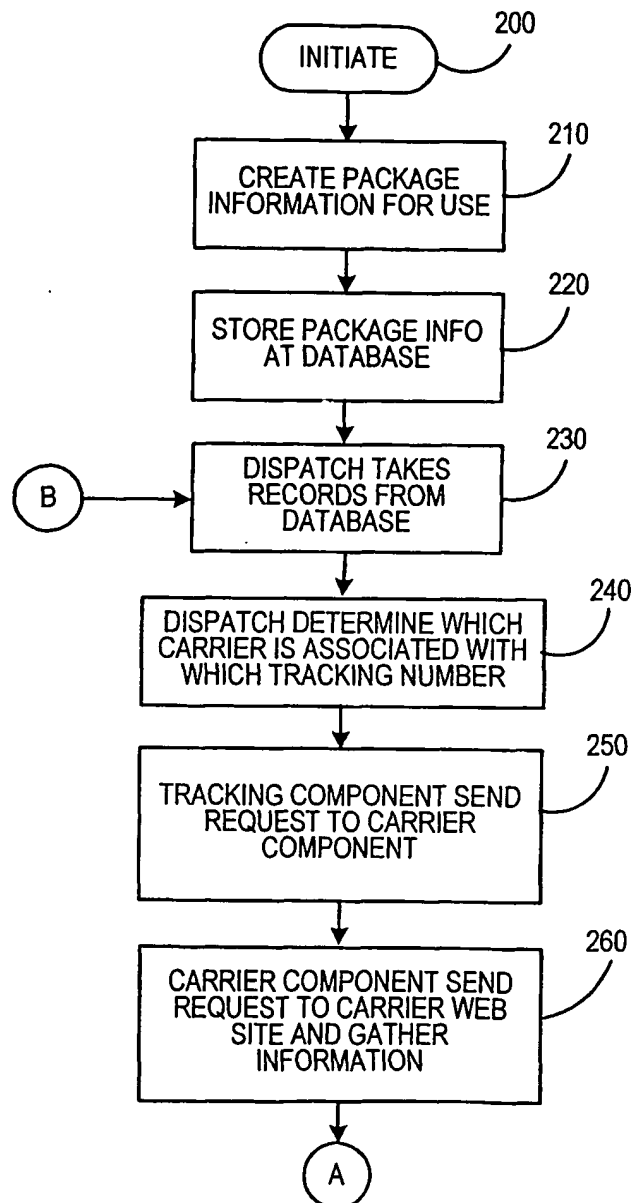 200
INITIATE
210
CREATE PACKAGE
INFORMATION FOR USE
220
STORE PACKAGE INFO
AT DATABASE
230
B
DISPATCH TAKES
RECORDS FROM
DATABASE
240
DISPATCH DETERMINE WHICH
CARRIER IS ASSOCIATED WITH
WHICH TRACKING NUMBER
250
TRACKING COMPONENT SEND
REQUEST TO CARRIER
COMPONENT
260
CARRIER COMPONENT SEND
REQUEST TO CARRIER WEB
SITE AND GATHER
INFORMATION
A